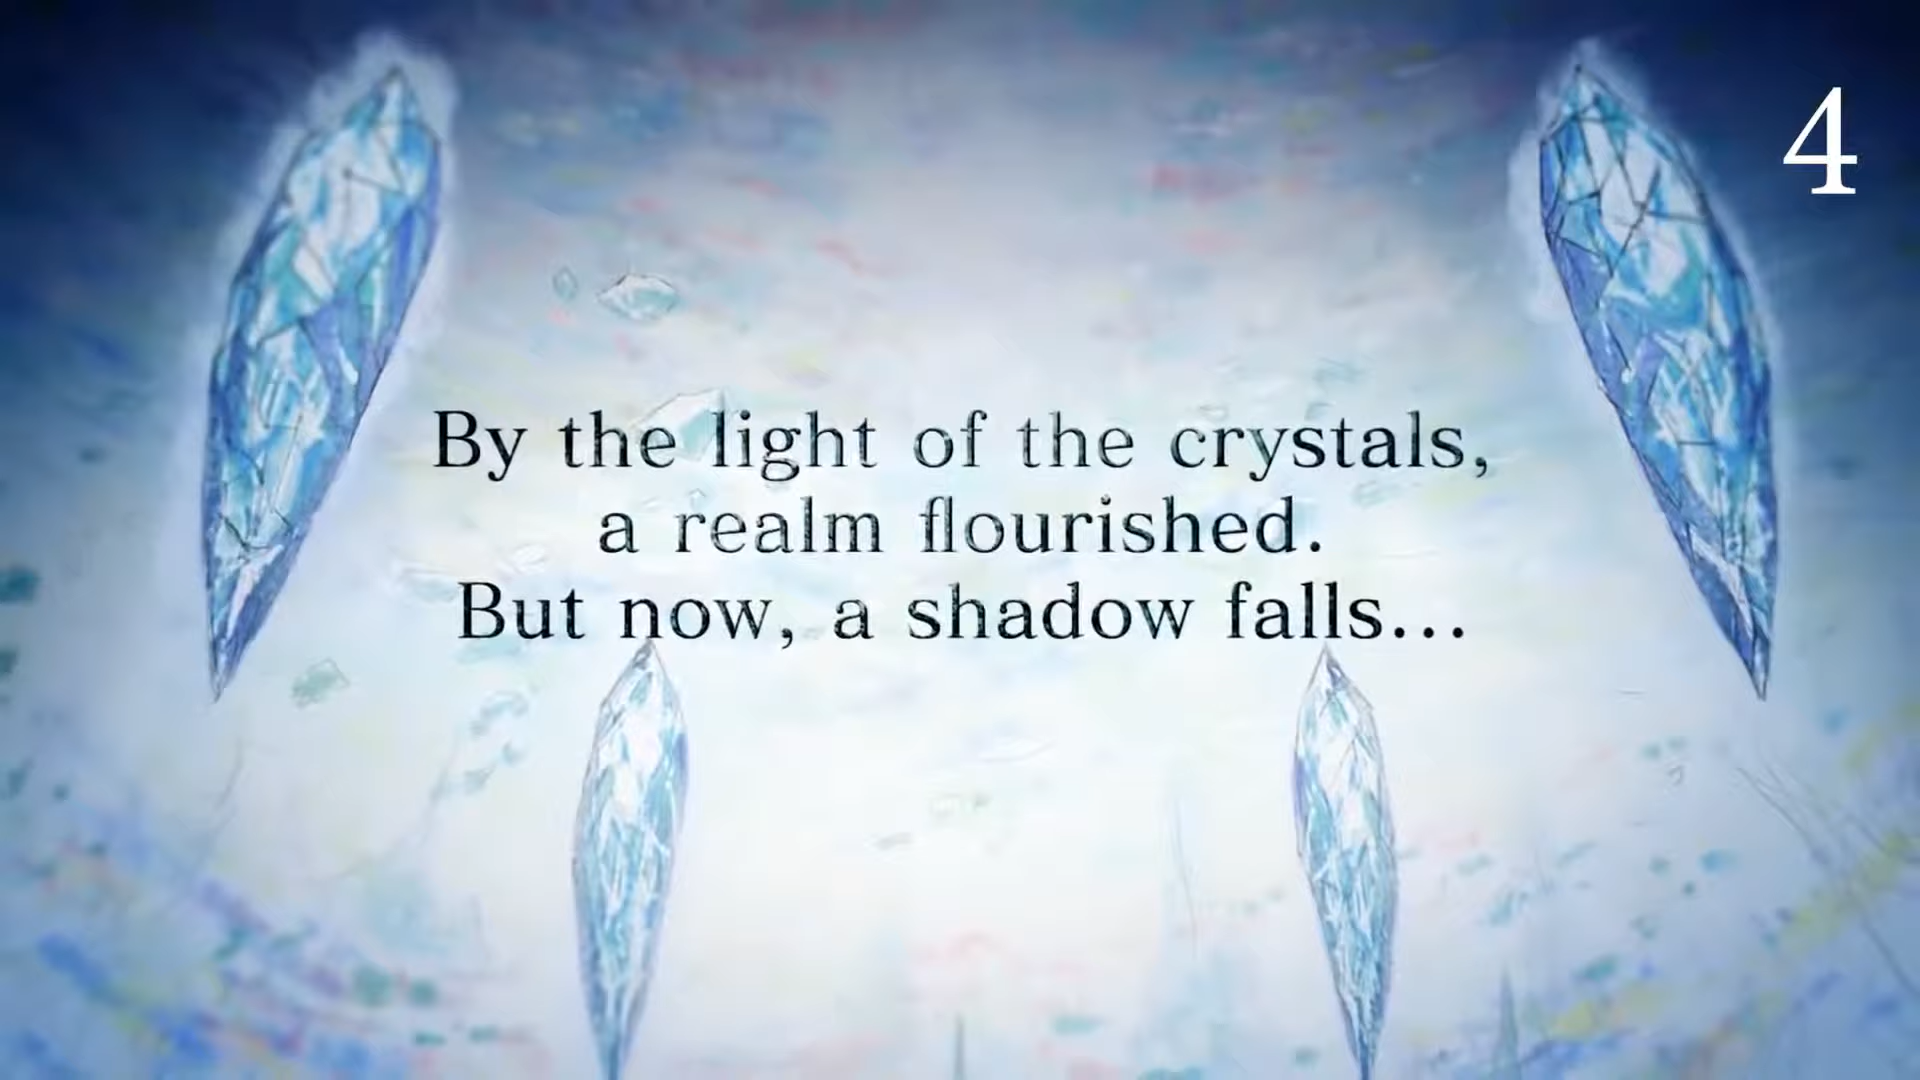 4
By the light of the crystals,
a realm flourished.
But now, a shadow falls...